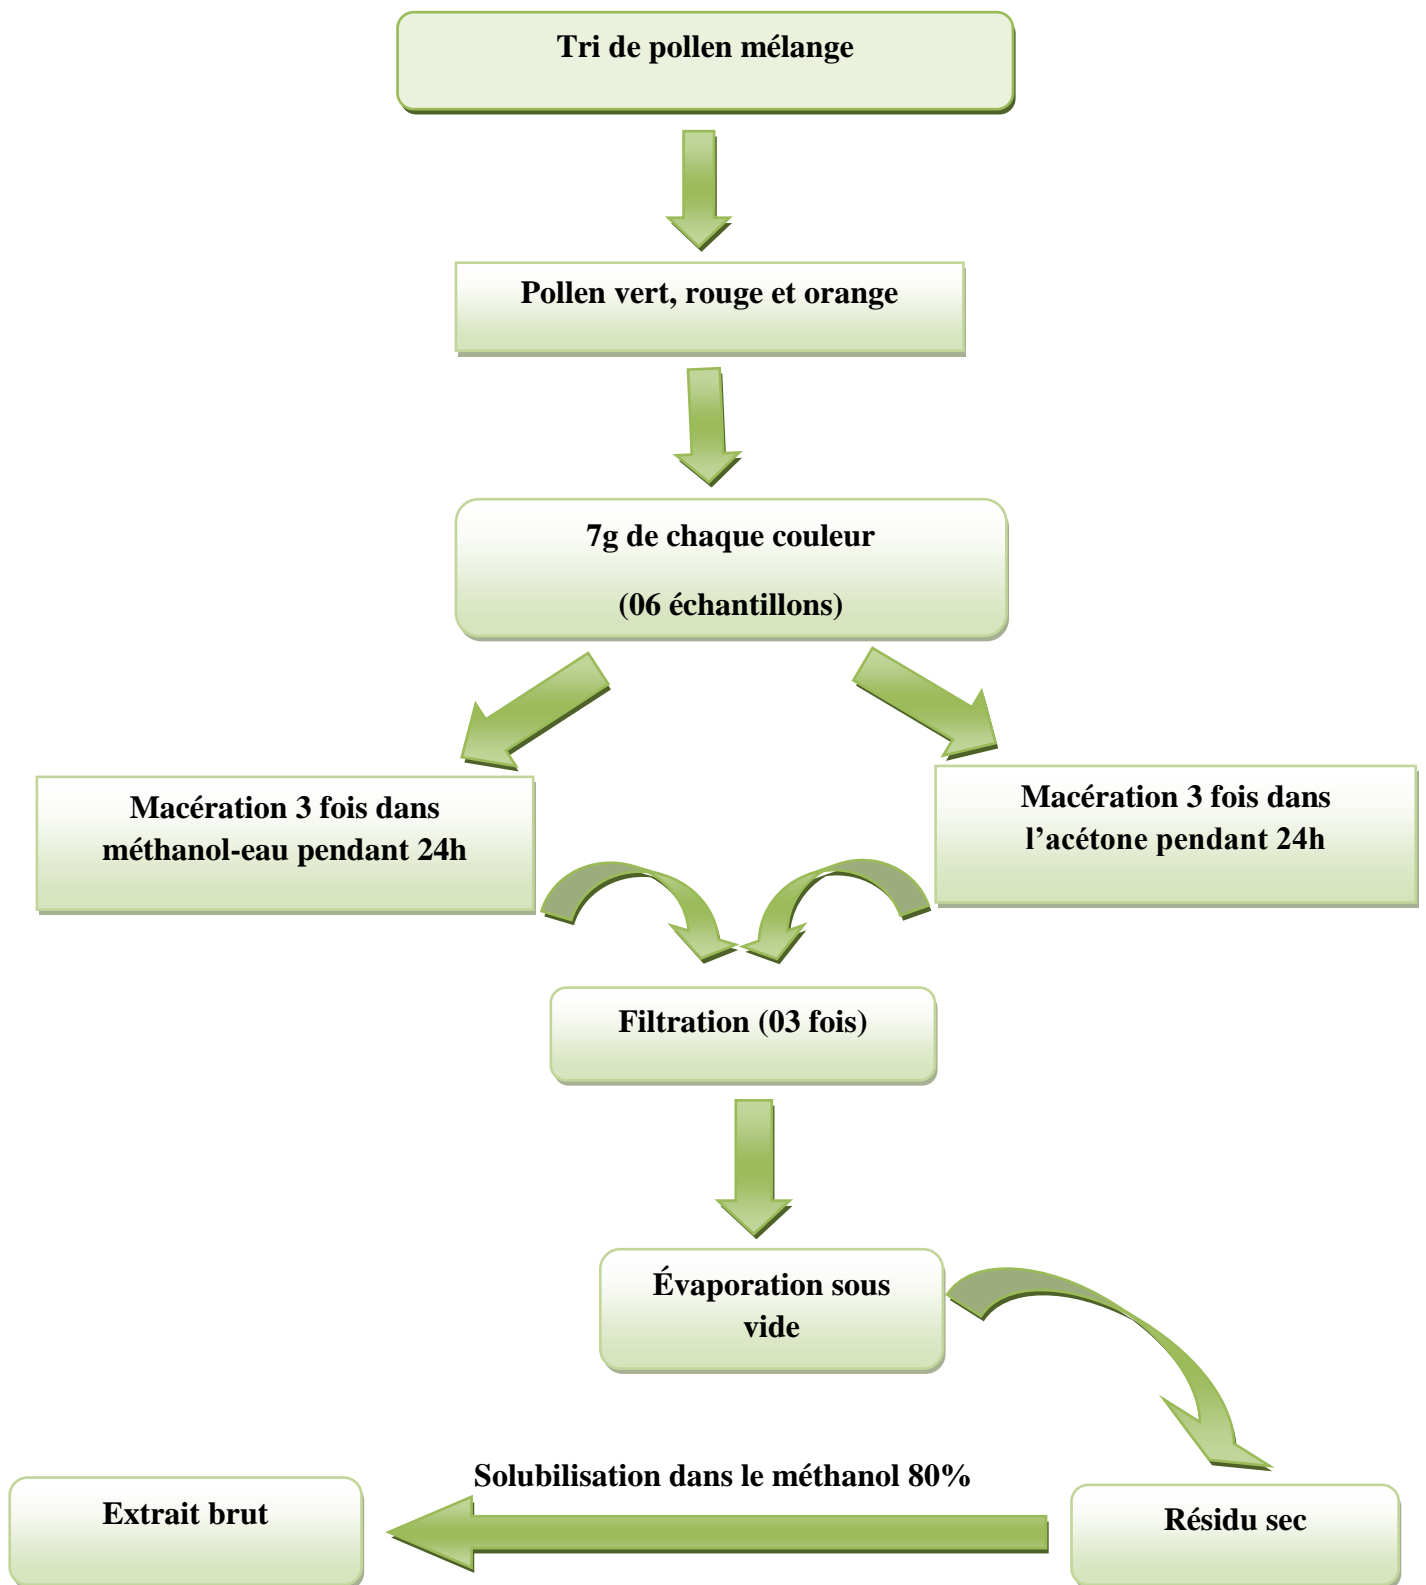 Tri de pollen mélange
Pollen vert, rouge et orange
7g de chaque couleur
(06 échantillons)
Macération 3 fois dans
méthanol-eau pendant 24h
Macération 3 fois dans
l’acétone pendant 24h
Filtration (03 fois)
Évaporation sous
vide
Solubilisation dans le méthanol 80%
Extrait brut
Résidu sec